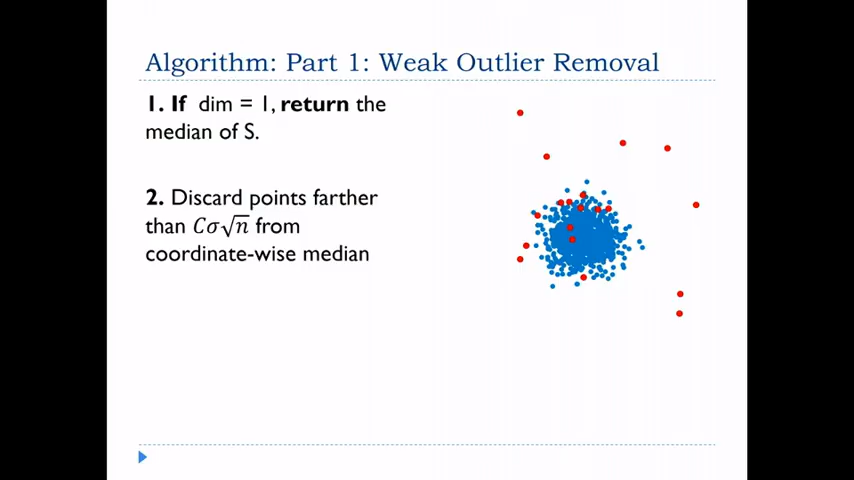 Algorithm: Part 1: Weak Outlier Removal
1. If dim = 1, return the
median of S.
2. Discard points farther
than 𝐶𝜎√𝑛 from
coordinate-wise median